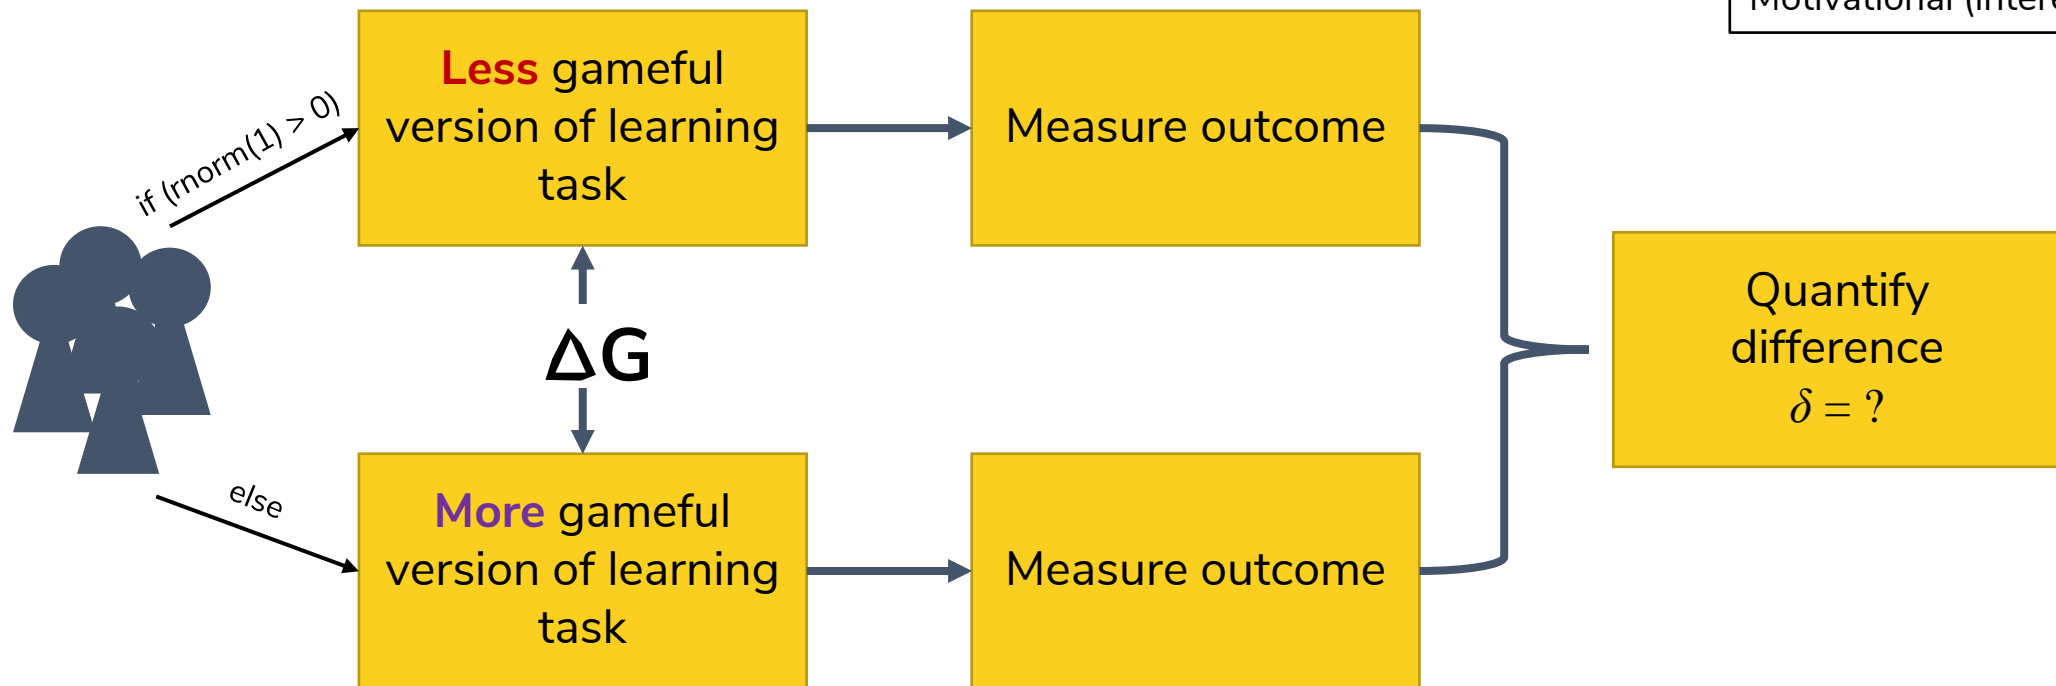 Motivational
if (rnorm(1) > 0)
Less gameful
version of learning
task
Measure outcome
ΔG
Quantify
difference
δ = ?
else
More gameful
version of learning
task
Measure outcome